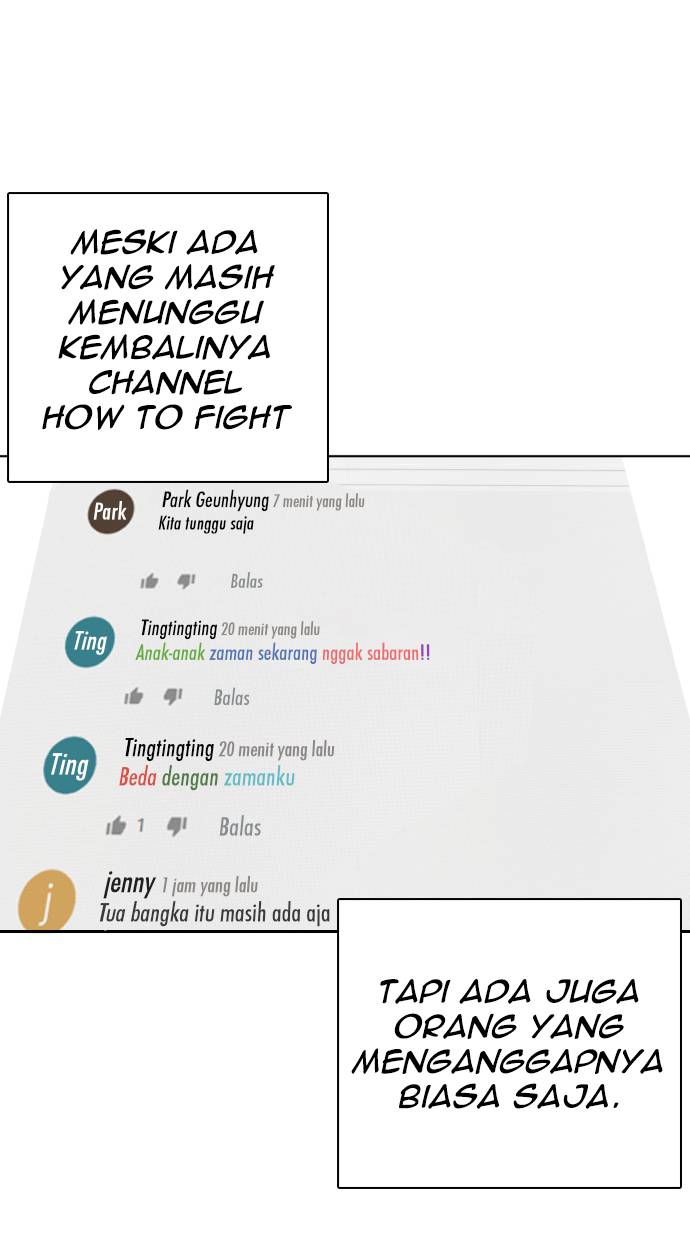 MESKI ADA
YANG MASIH
MENUNGGU
KEMBALINYA
CHANNEL
HOW TO FIGHT
Park
Park Geunhyung 7 menit yang lalu
Kita tunggu saja
Balas
Ting
Tingtingting 20 menit yang lalu
Anak-anak zaman sekarang nggak sabaran!!
Balas
Ting
Tingtingting 20 menit yang lalu
Beda dengan zamanku
1 Balas
j
jenny 1 jam yang lalu
Tua bangka itu masih ada aja
TAPI ADA JUGA
ORANG YANG
MENGANGGAPNYA
BIASA SAJA.